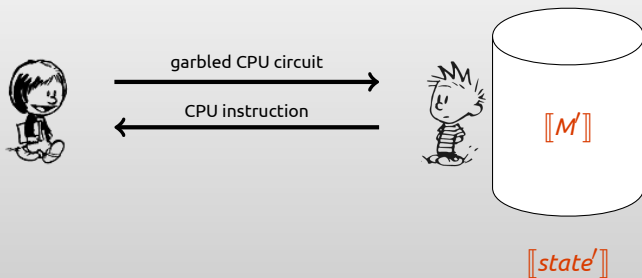 garbled CPU circuit
CPU instruction
⟦M′⟧
⟦state′⟧